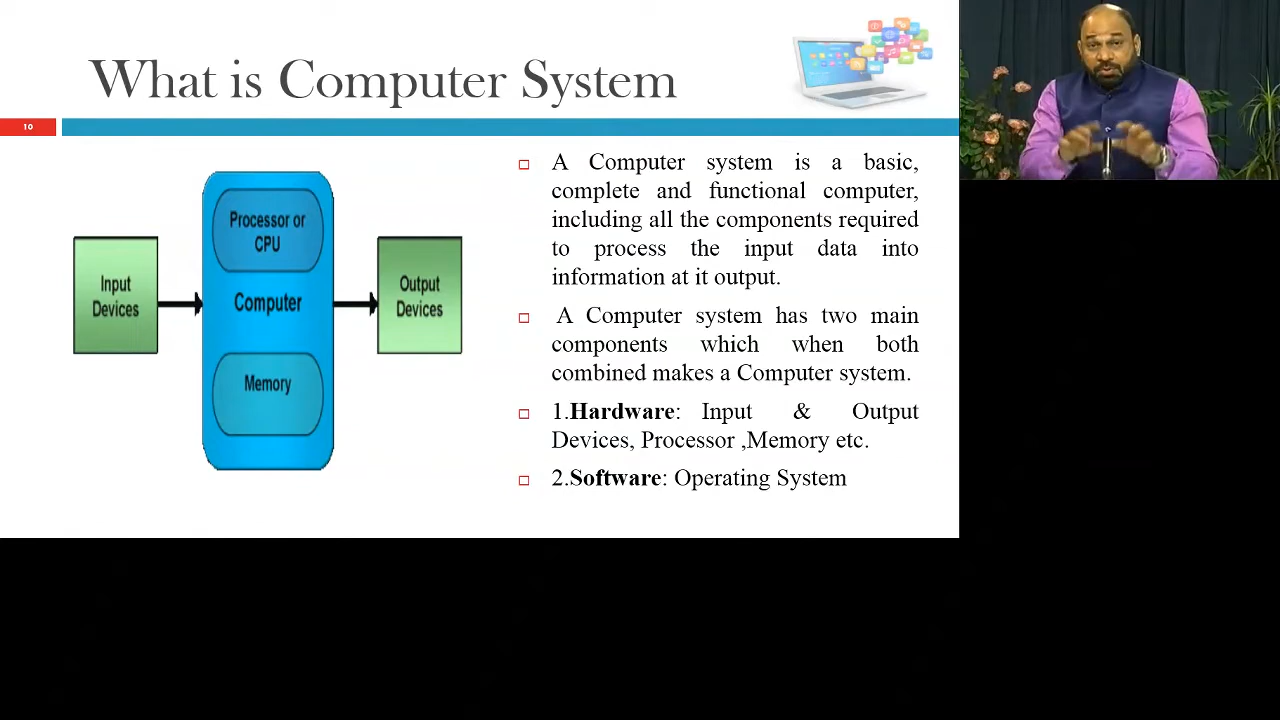 What is Computer System
10
Input
Devices
Processor or
CPU
Computer
Memory
Output
Devices
A Computer system is a basic,
complete and functional computer,
including all the components required
to process the input data into
information at it output.
A Computer system has two main
components which when both
combined makes a Computer system.
1.Hardware: Input & Output
Devices, Processor ,Memory etc.
2.Software: Operating System